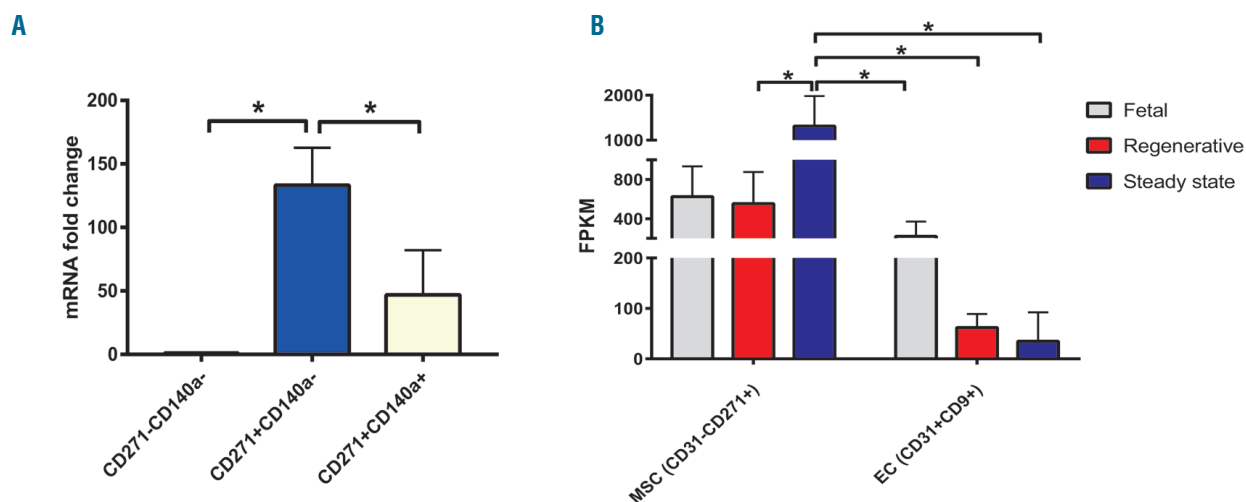 A
mRNA fold change
200
150
100
50
0
*
*
CD271-CD140a-
CD271+CD140a-
CD271+CD140a+
B
FPKM
2000
1000
800
400
200
100
0
*
*
*
*
MSC (CD31-CD271+)
EC (CD31+CD9+)
Fetal
Regenerative
Steady state